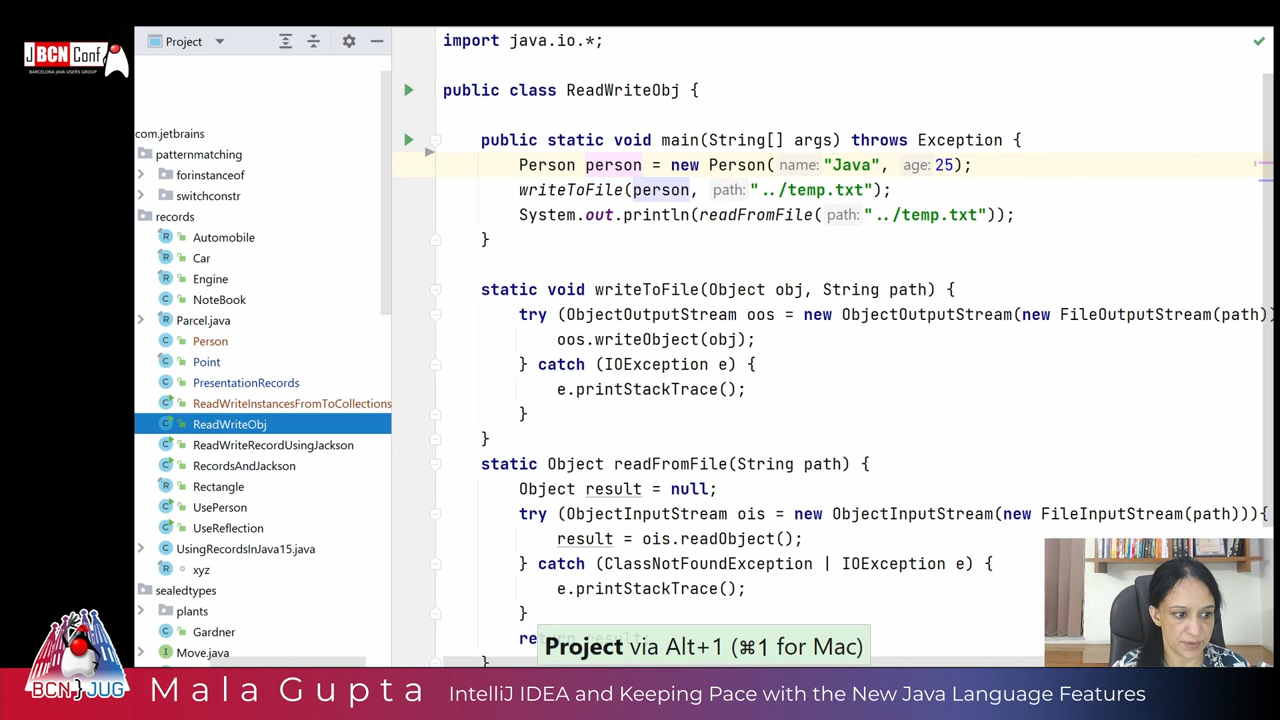 JBCNConf
BARCELONA JAVA USERS GROUP
Project
com.jetbrains
patternmatching
forinstanceof
switchconstr
records
Automobile
Car
Engine
NoteBook
Parcel.java
Person
Point
PresentationRecords
ReadWriteInstancesFromToCollections
ReadWriteObj
ReadWriteRecordUsingJackson
RecordsAndJackson
Rectangle
UsePerson
UseReflection
UsingRecordsInJava15.java
xyz
sealedtypes
plants
Gardner
Move.java
import java.io.*;
public class ReadWriteObj {
public static void main(String[] args) throws Exception {
Person person = new Person( name: "Java", age: 25);
writeToFile(person, path: "../temp.txt");
System.out.println(readFromFile( path: "../temp.txt"));
}
static void writeToFile(Object obj, String path) {
try (ObjectOutputStream oos = new ObjectOutputStream(new FileOutputStream(path))
oos.writeObject(obj);
} catch (IOException e) {
e.printStackTrace();
}
}
static Object readFromFile(String path) {
Object result = null;
try (ObjectInputStream ois = new ObjectInputStream(new FileInputStream(path))){
result = ois.readObject();
} catch (ClassNotFoundException | IOException e) {
e.printStackTrace();
}
return result;
}
Project via Alt+1 (⌘1 for Mac)
BCN}JUG
Mala Gupta
IntelliJ IDEA and Keeping Pace with the New Java Language Features